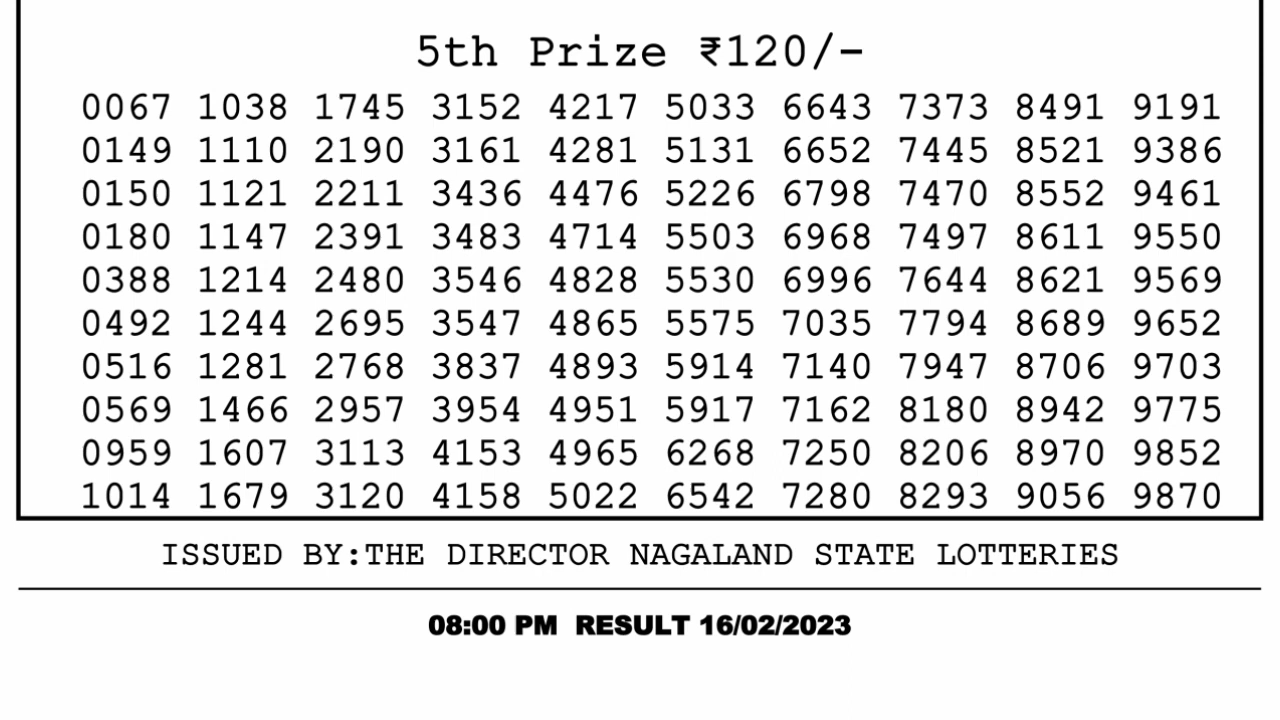 5th Prize ₹120/-
0067 1038 1745 3152 4217 5033 6643 7373 8491 9191
0149 1110 2190 3161 4281 5131 6652 7445 8521 9386
0150 1121 2211 3436 4476 5226 6798 7470 8552 9461
0180 1147 2391 3483 4714 5503 6968 7497 8611 9550
0388 1214 2480 3546 4828 5530 6996 7644 8621 9569
0492 1244 2695 3547 4865 5575 7035 7794 8689 9652
0516 1281 2768 3837 4893 5914 7140 7947 8706 9703
0569 1466 2957 3954 4951 5917 7162 8180 8942 9775
0959 1607 3113 4153 4965 6268 7250 8206 8970 9852
1014 1679 3120 4158 5022 6542 7280 8293 9056 9870
ISSUED BY:THE DIRECTOR NAGALAND STATE LOTTERIES
08:00 PM RESULT 16/02/2023